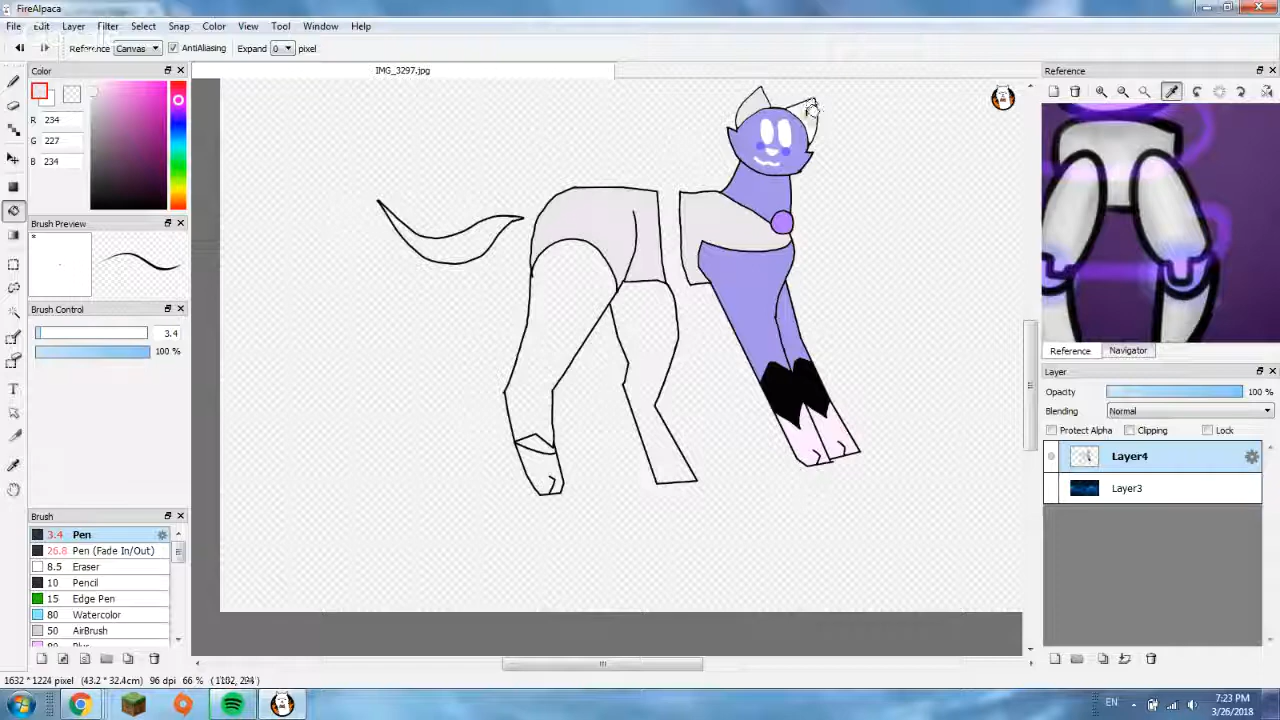 FireAlpaca
File Edit Layer Filter Select Snap Color View Tool Window Help
Reference Canvas AntiAliasing Expand 0 pixel
Color
IMG_3297.jpg
Reference
R 234
G 227
B 234
Brush Preview
Brush Control
3.4
100 %
Reference Navigator
Layer
Opacity 100 %
Blending Normal
Protect Alpha Clipping Lock
Layer4
Layer3
Brush
3.4 Pen
26.8 Pen (Fade In/Out)
8.5 Eraser
10 Pencil
15 Edge Pen
80 Watercolor
50 AirBrush
1632 * 1224 pixel (43.2 * 32.4cm) 96 dpi 66 %
EN
7:23 PM
3/26/2018